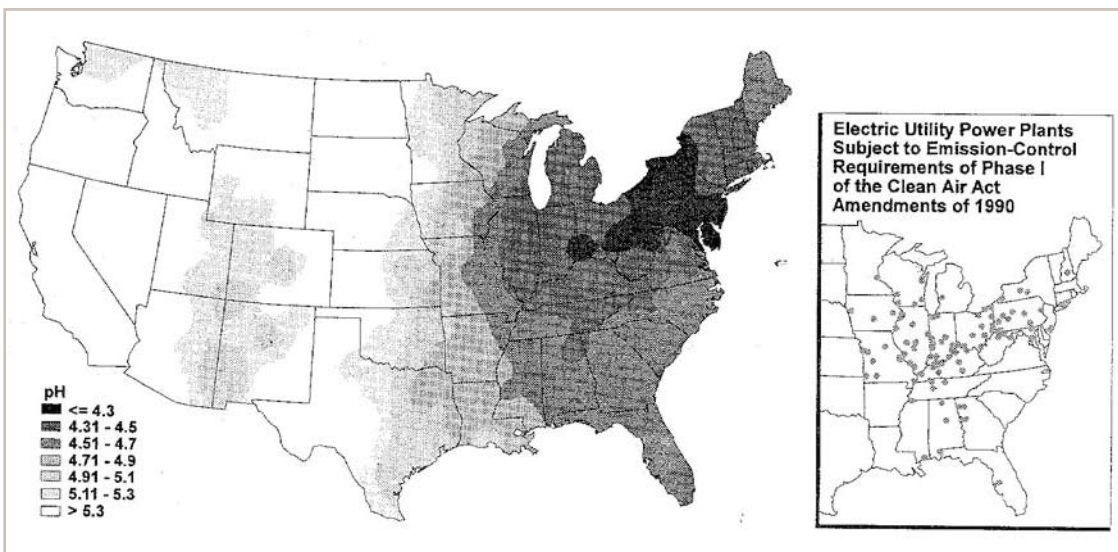 pH
<= 4.3
4.31 - 4.5
4.51 - 4.7
4.71 - 4.9
4.91 - 5.1
5.11 - 5.3
> 5.3
Electric Utility Power Plants
Subject to Emission-Control
Requirements of Phase I
of the Clean Air Act
Amendments of 1990